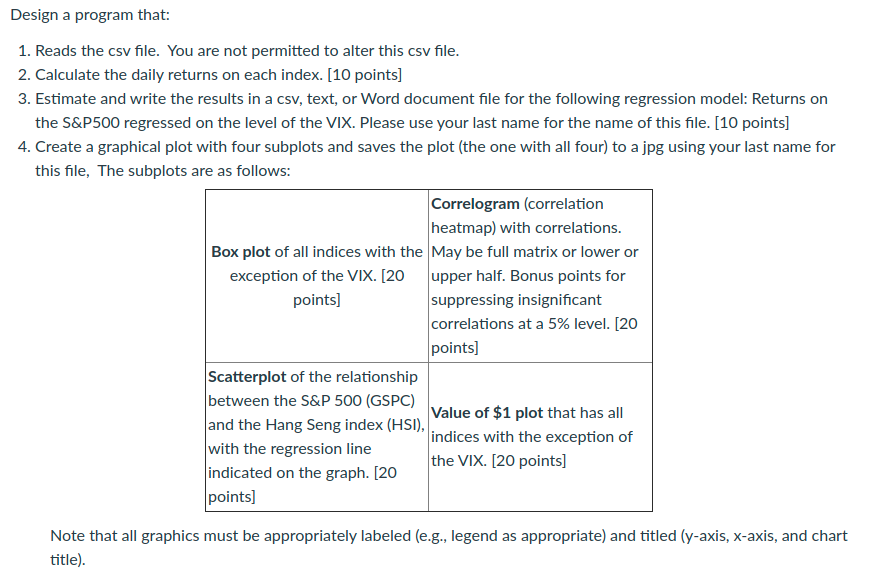 Design a program that:
1. Reads the csv file.  You are not permitted to alter this csv file.
2. Calculate the daily returns on each index. [10 points]
3. Estimate and write the results in a csv, text, or Word document file for the following regression model: Returns on
the S&P500 regressed on the level of the VIX. Please use your last name for the name of this file. [10 points]
4. Create a graphical plot with four subplots and saves the plot (the one with all four) to a jpg using your last name for
this file,  The subplots are as follows:
Box plot of all indices with the
exception of the VIX. [20
points]
Correlogram (correlation
heatmap) with correlations.
May be full matrix or lower or
upper half. Bonus points for
suppressing insignificant
correlations at a 5% level. [20
points]
Scatterplot of the relationship
between the S&P 500 (GSPC)
and the Hang Seng index (HSI),
with the regression line
indicated on the graph. [20
points]
Value of $1 plot that has all
indices with the exception of
the VIX. [20 points]
Note that all graphics must be appropriately labeled (e.g., legend as appropriate) and titled (y-axis, x-axis, and chart
title).